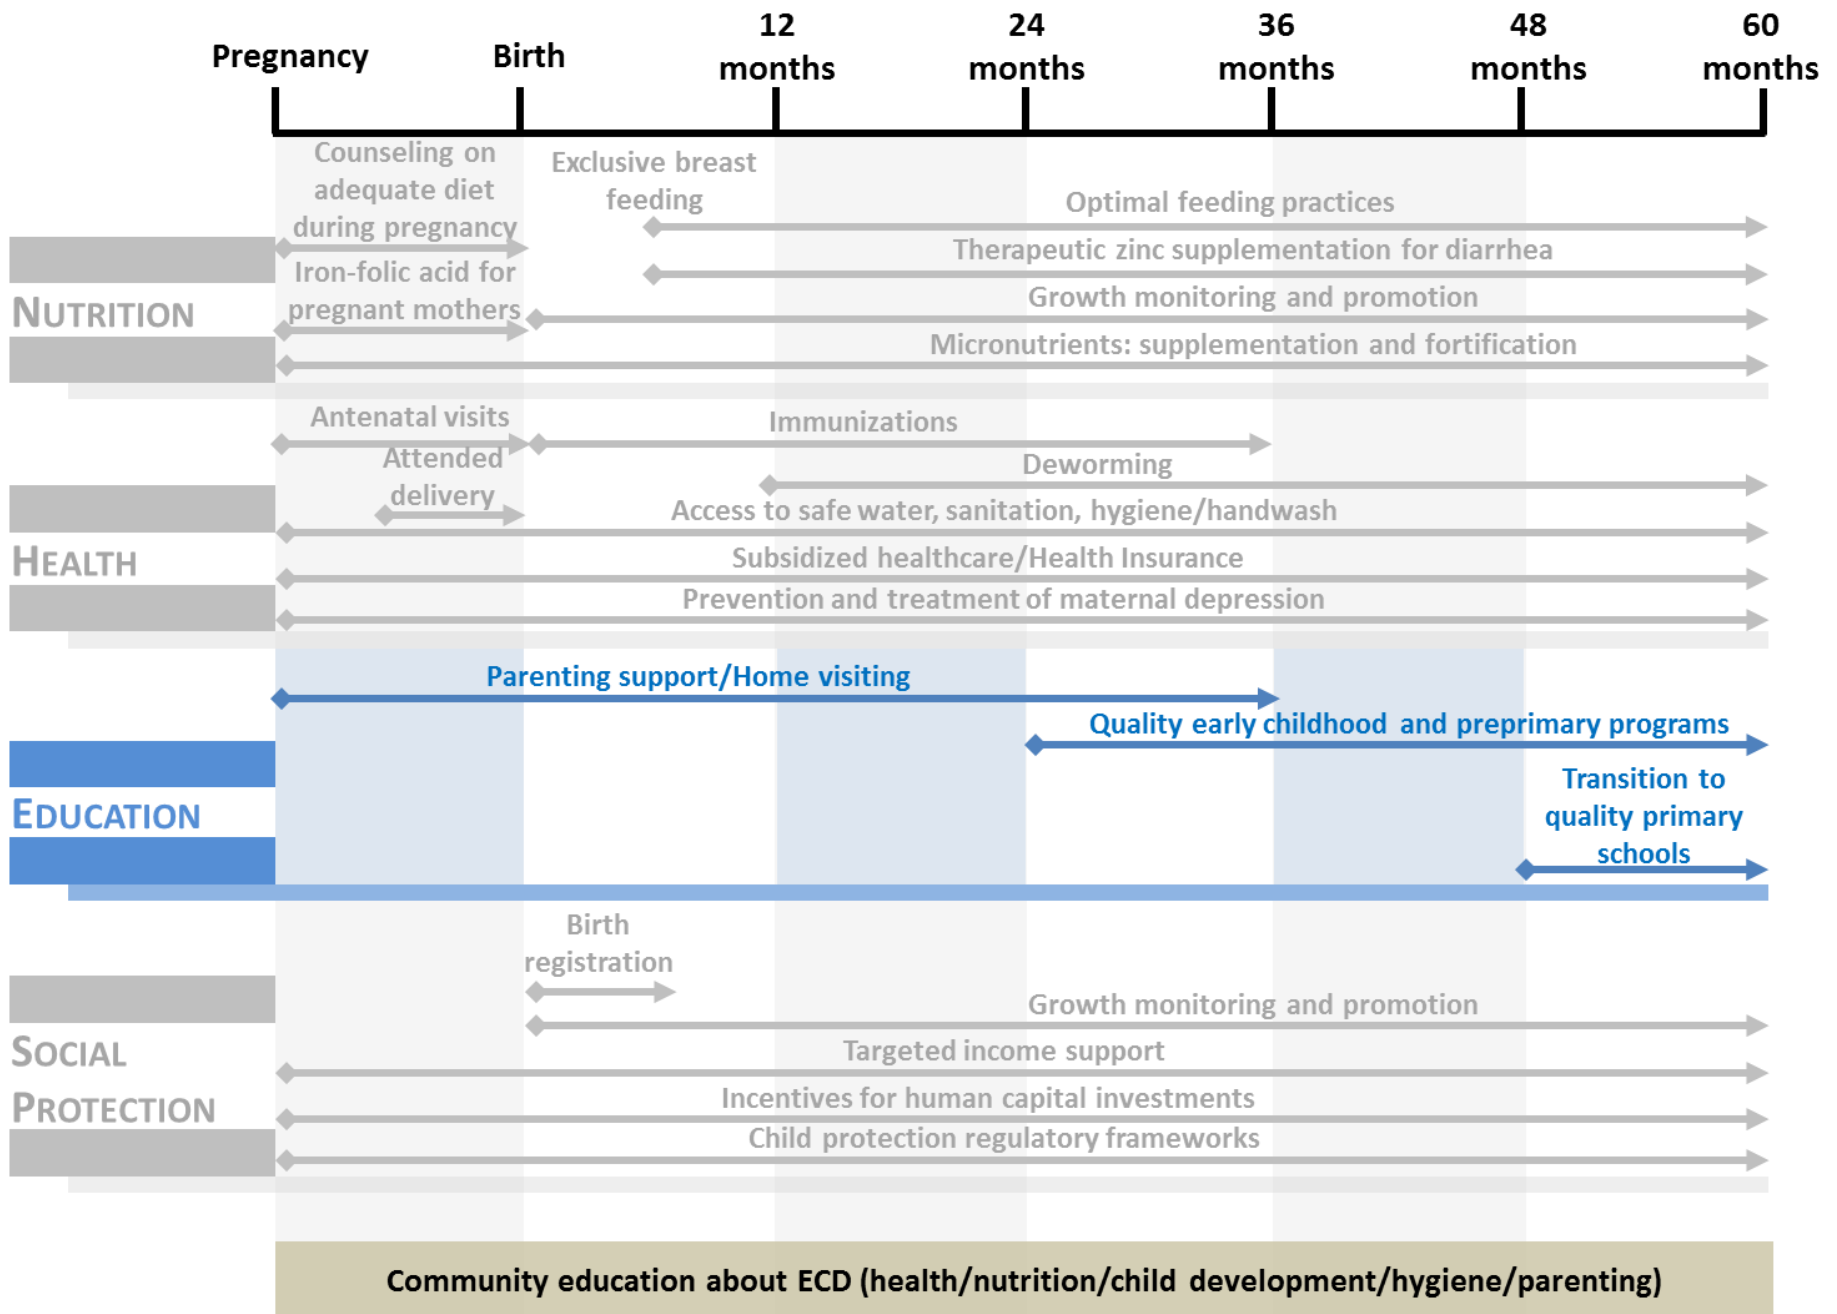 Pregnancy
Birth
12
months
24
months
36
months
48
months
60
months
Counseling on
adequate diet
during pregnancy
Exclusive breast
feeding
Optimal feeding practices
Therapeutic zinc supplementation for diarrhea
Iron-folic acid for
pregnant mothers
Growth monitoring and promotion
NUTRITION
Micronutrients: supplementation and fortification
Antenatal visits
Immunizations
Attended
delivery
Deworming
Access to safe water, sanitation, hygiene/handwash
HEALTH
Subsidized healthcare/Health Insurance
Prevention and treatment of maternal depression
Parenting support/Home visiting
Quality early childhood and preprimary programs
EDUCATION
Transition to
quality primary
schools
Birth
registration
Growth monitoring and promotion
SOCIAL
PROTECTION
Targeted income support
Incentives for human capital investments
Child protection regulatory frameworks
Community education about ECD (health/nutrition/child development/hygiene/parenting)